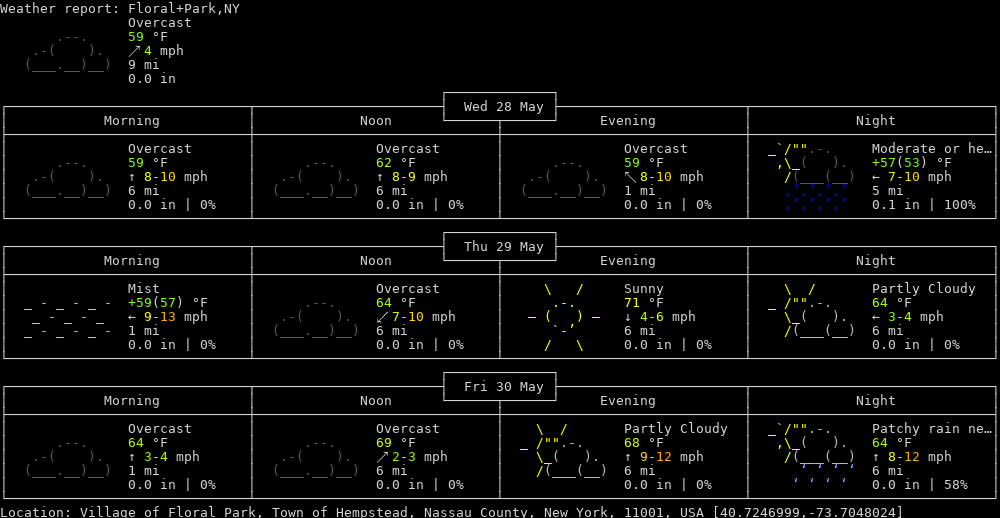 Weather report: Floral+Park,NY
Overcast
59 °F
↗ 4 mph
9 mi
0.0 in
Wed 28 May
Morning Noon Evening Night
Overcast Overcast Overcast Moderate or he…
59 °F 62 °F 59 °F +57(53) °F
↑ 8-10 mph ↑ 8-9 mph ↖ 8-10 mph ← 7-10 mph
6 mi 6 mi 1 mi 5 mi
0.0 in | 0% 0.0 in | 0% 0.0 in | 0% 0.1 in | 100%
Thu 29 May
Morning Noon Evening Night
Mist Overcast Sunny Partly Cloudy
+59(57) °F 64 °F 71 °F 64 °F
← 9-13 mph ↙ 7-10 mph ↓ 4-6 mph ← 3-4 mph
1 mi 6 mi 6 mi 6 mi
0.0 in | 0% 0.0 in | 0% 0.0 in | 0% 0.0 in | 0%
Fri 30 May
Morning Noon Evening Night
Overcast Overcast Partly Cloudy Patchy rain ne…
64 °F 69 °F 68 °F 64 °F
↑ 3-4 mph ↗ 2-3 mph ↑ 9-12 mph ↑ 8-12 mph
1 mi 6 mi 6 mi 6 mi
0.0 in | 0% 0.0 in | 0% 0.0 in | 0% 0.0 in | 58%
Location: Village of Floral Park, Town of Hempstead, Nassau County, New York, 11001, USA [40.7246999,-73.7048024]